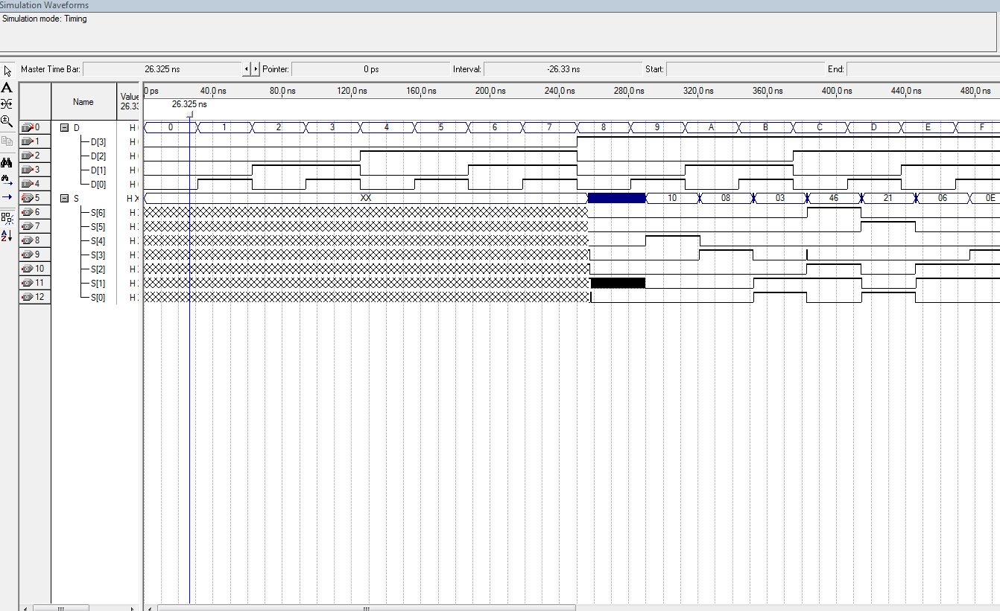 Simulation Waveforms
Simulation mode: Timing
Master Time Bar: 26.325 ns Pointer: 0 ps Interval: -26.33 ns Start: End:
Name Value 26.33
0 ps 40.0 ns 80.0 ns 120.0 ns 160.0 ns 200.0 ns 240.0 ns 280.0 ns 320.0 ns 360.0 ns 400.0 ns 440.0 ns 480.0 ns
26.325 ns
0 D H 0 1 2 3 4 5 6 7 8 9 A B C D E F
1 D[3] H
2 D[2] H
3 D[1] H
4 D[0] H
5 S H X XX 10 08 03 46 21 06 0E
6 S[6] H
7 S[5] H
8 S[4] H
9 S[3] H
10 S[2] H
11 S[1] H
12 S[0] H